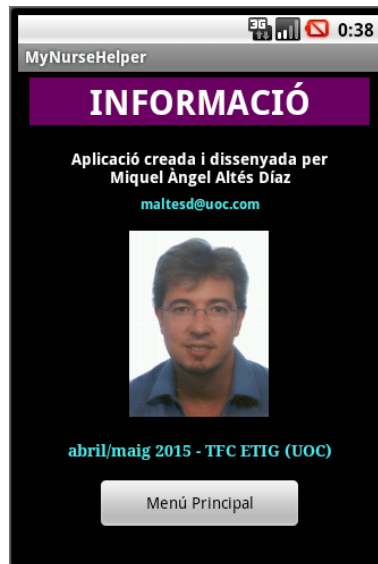 3G 0:38
MyNurseHelper
INFORMACIÓ
Aplicació creada i dissenyada per
Miquel Àngel Altés Díaz
maltesd@uoc.com
abril/maig 2015 - TFC ETIG (UOC)
Menú Principal